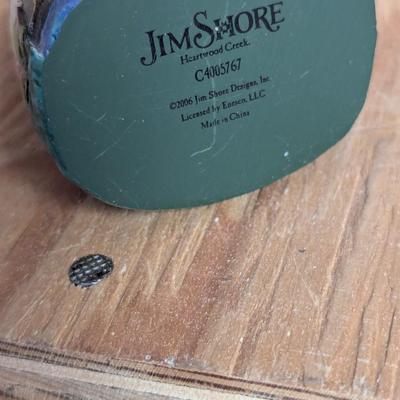 JIM SHORE
Heartwood Creek.
C4005767
©2006 Jim Shore Designs, Inc.
Licensed by Enesco, LLC
Made in China